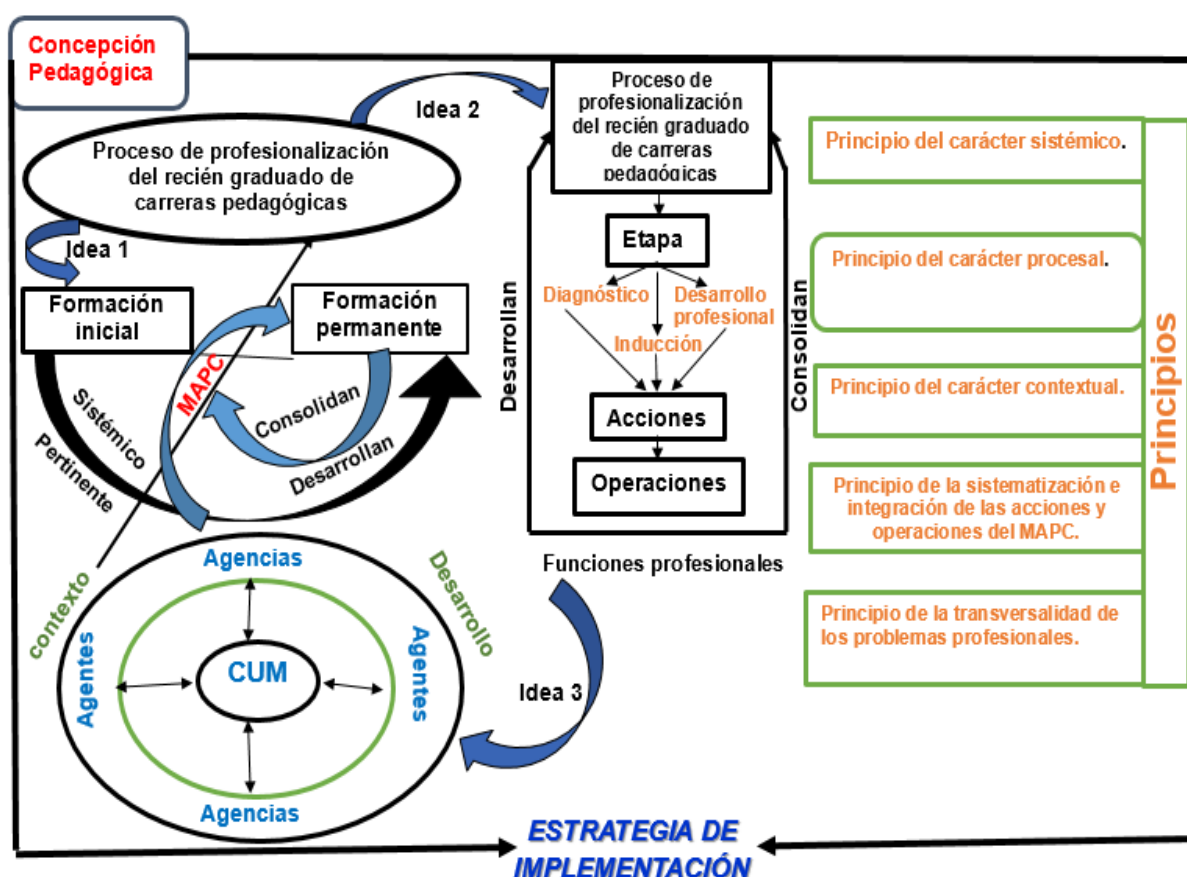 Concepción
Pedagógica
Proceso de profesionalización
del recién graduado de
carreras pedagógicas
Idea 1
Idea 2
Formación
inicial
Formación
permanente
MAPC
Sistémico
Pertinente
Consolidan
Desarrollan
contexto
Desarrollo
Agencias
Agentes
CUM
Agentes
Agencias
Proceso de
profesionalización
del recién graduado
de carreras
pedagógicas
Etapa
Diagnóstico
Desarrollo
profesional
Inducción
Acciones
Operaciones
Desarrollan
Consolidan
Funciones profesionales
Idea 3
Principio del carácter sistémico.
Principio del carácter procesal.
Principio del carácter contextual.
Principio de la sistematización e
integración de las acciones y
operaciones del MAPC.
Principio de la transversalidad de
los problemas profesionales.
Principios
ESTRATEGIA DE
IMPLEMENTACIÓN